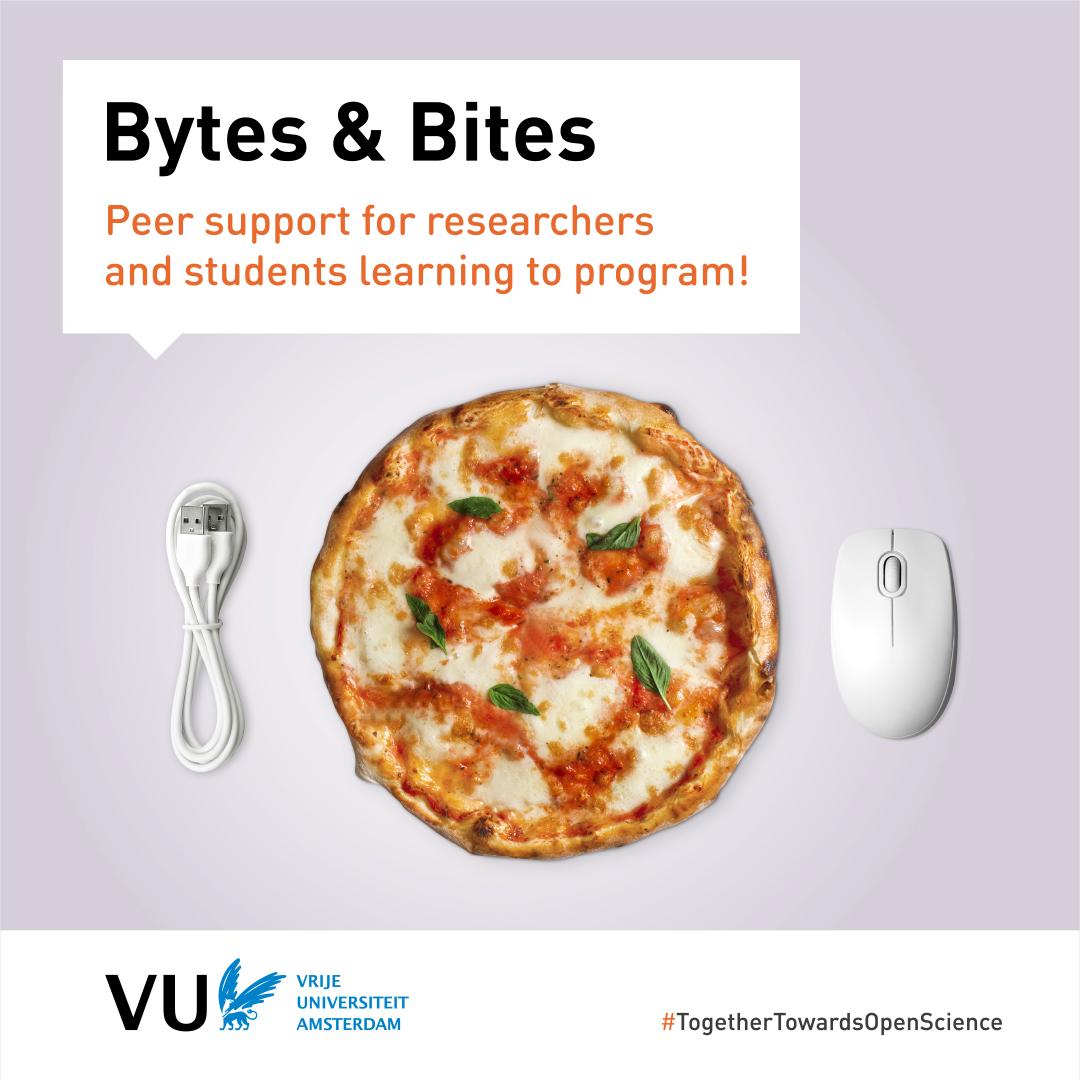 Bytes & Bites
Peer support for researchers
and students learning to program!
VU
VRIJE
UNIVERSITEIT
AMSTERDAM
#TogetherTowardsOpenScience